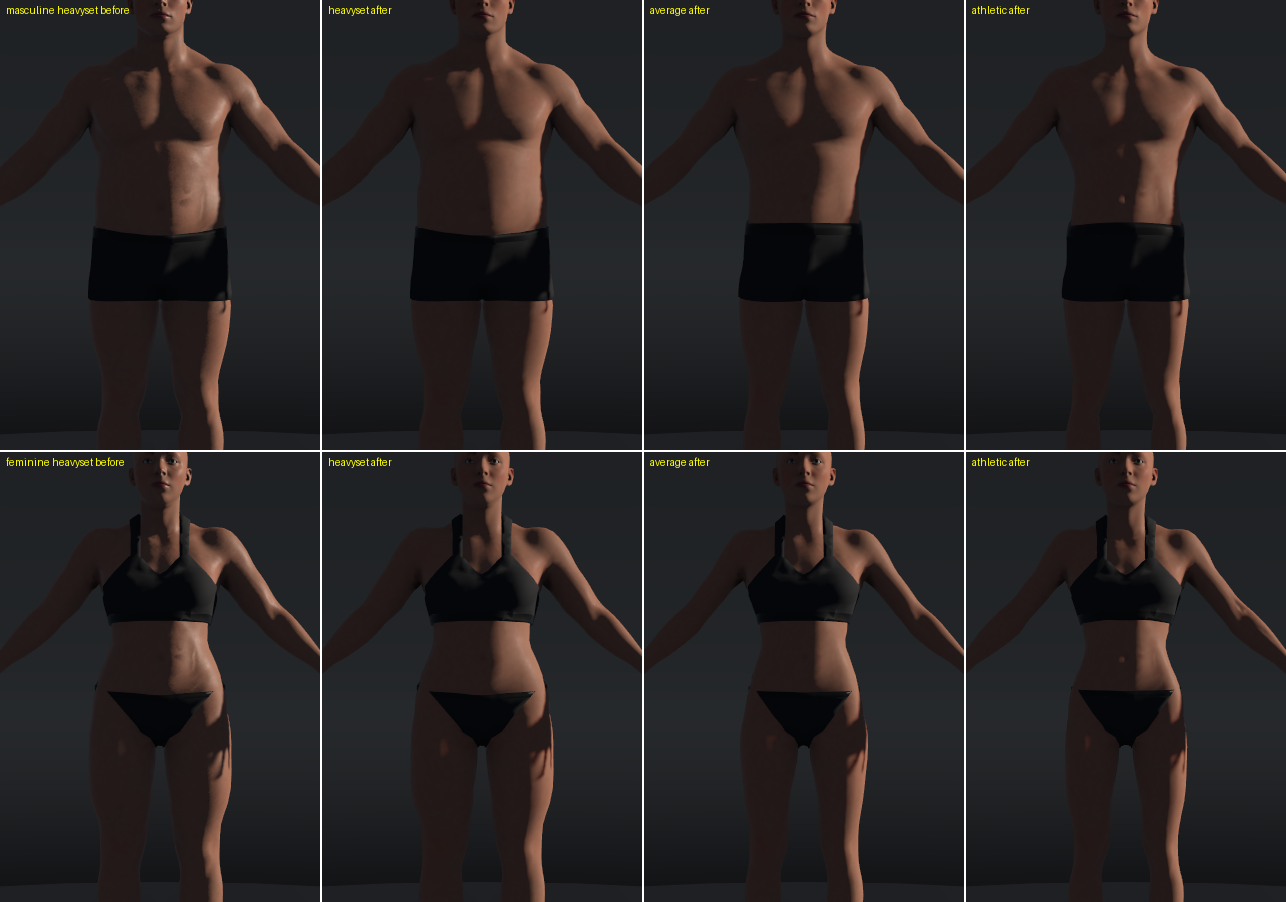 masculine heavyset before
heavyset after
average after
athletic after
feminine heavyset before
heavyset after
average after
athletic after